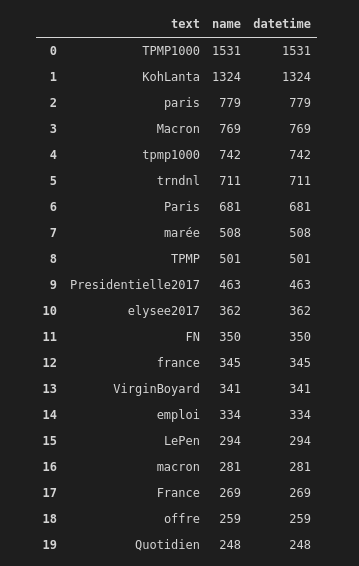 text name datetime
0 TPMP1000 1531 1531
1 KohLanta 1324 1324
2 paris 779 779
3 Macron 769 769
4 tpmp1000 742 742
5 trndnl 711 711
6 Paris 681 681
7 marée 508 508
8 TPMP 501 501
9 Presidentielle2017 463 463
10 elysee2017 362 362
11 FN 350 350
12 france 345 345
13 VirginBoyard 341 341
14 emploi 334 334
15 LePen 294 294
16 macron 281 281
17 France 269 269
18 offre 259 259
19 Quotidien 248 248